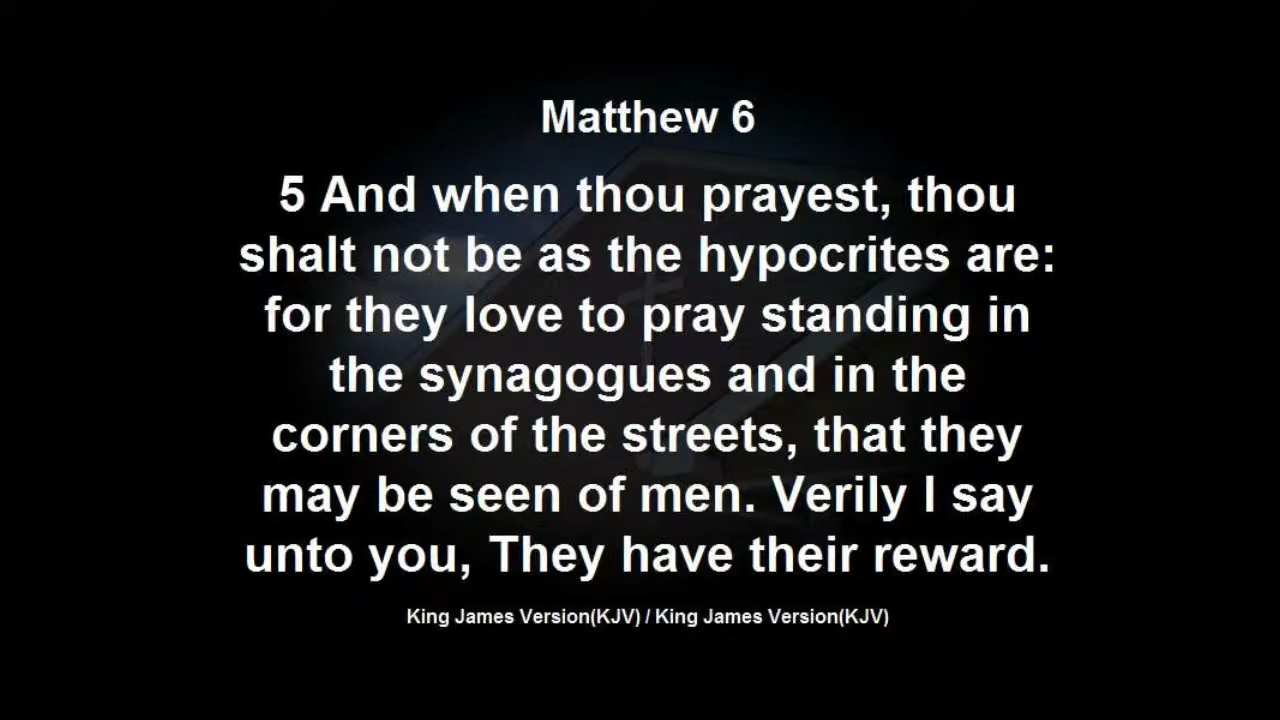 Matthew 6
5 And when thou prayest, thou
shalt not be as the hypocrites are:
for they love to pray standing in
the synagogues and in the
corners of the streets, that they
may be seen of men. Verily I say
unto you, They have their reward.
King James Version(KJV) / King James Version(KJV)